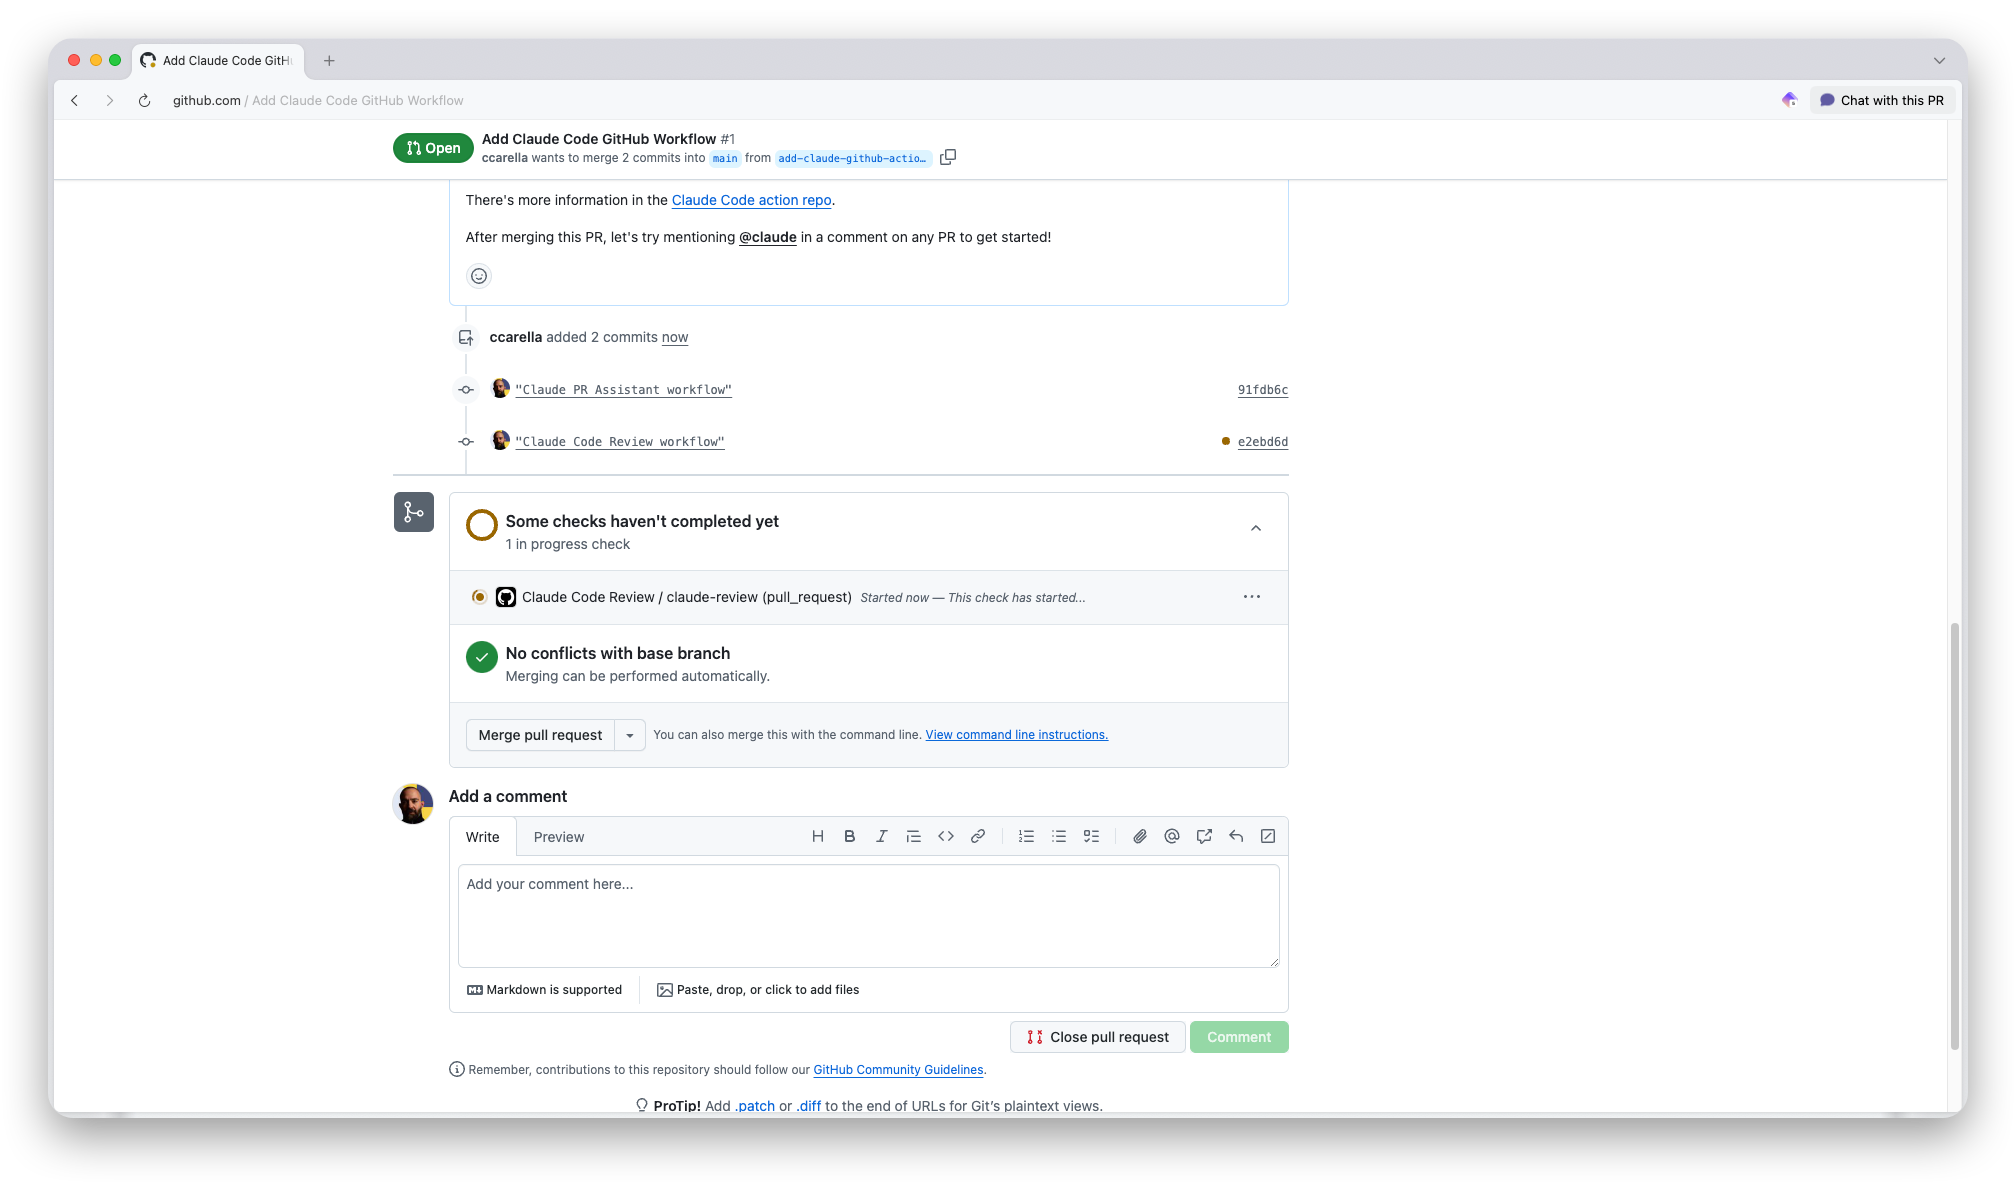 Add Claude Code GitH
github.com / Add Claude Code GitHub Workflow
Chat with this PR
Open
Add Claude Code GitHub Workflow #1
ccarella wants to merge 2 commits into main from add-claude-github-actio…
There's more information in the Claude Code action repo.
After merging this PR, let's try mentioning @claude in a comment on any PR to get started!
ccarella added 2 commits now
"Claude PR Assistant workflow" 91fdb6c
"Claude Code Review workflow" e2ebd6d
Some checks haven't completed yet
1 in progress check
Claude Code Review / claude-review (pull_request) Started now — This check has started...
No conflicts with base branch
Merging can be performed automatically.
Merge pull request You can also merge this with the command line. View command line instructions.
Add a comment
Write Preview
Add your comment here...
Markdown is supported Paste, drop, or click to add files
Close pull request Comment
Remember, contributions to this repository should follow our GitHub Community Guidelines.
ProTip! Add .patch or .diff to the end of URLs for Git’s plaintext views.